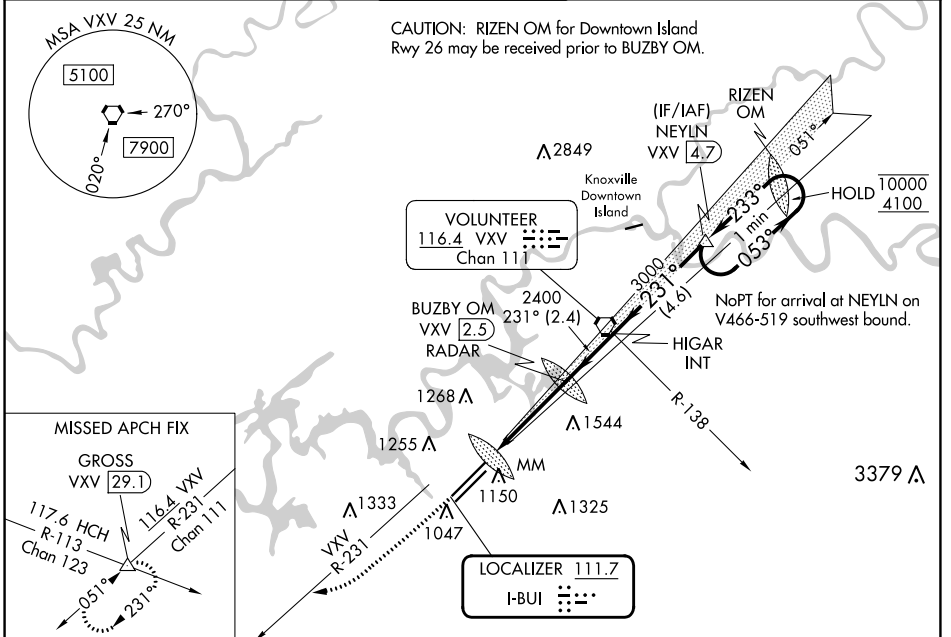 MSA VXV 25 NM
5100
270°
7900
020°
CAUTION: RIZEN OM for Downtown Island
Rwy 26 may be received prior to BUZBY OM.
RIZEN
OM
(IF/IAF)
NEYLN
VXV 4.7
051°
2849
Knoxville
Downtown
Island
HOLD 10000
4100
233°
1 min
053°
VOLUNTEER
116.4 VXV
Chan 111
3000
231°
(4.6)
NoPT for arrival at NEYLN on
V466-519 southwest bound.
2400
231° (2.4)
BUZBY OM
VXV 2.5
RADAR
HIGAR
INT
R-138
1268
1544
1255
MM
1150
3379
1333
1047
1325
VXV
R-231
LOCALIZER 111.7
I-BUI
MISSED APCH FIX
GROSS
VXV 29.1
116.4 VXV
R-231
Chan 111
117.6 HCH
R-113
Chan 123
051°
231°